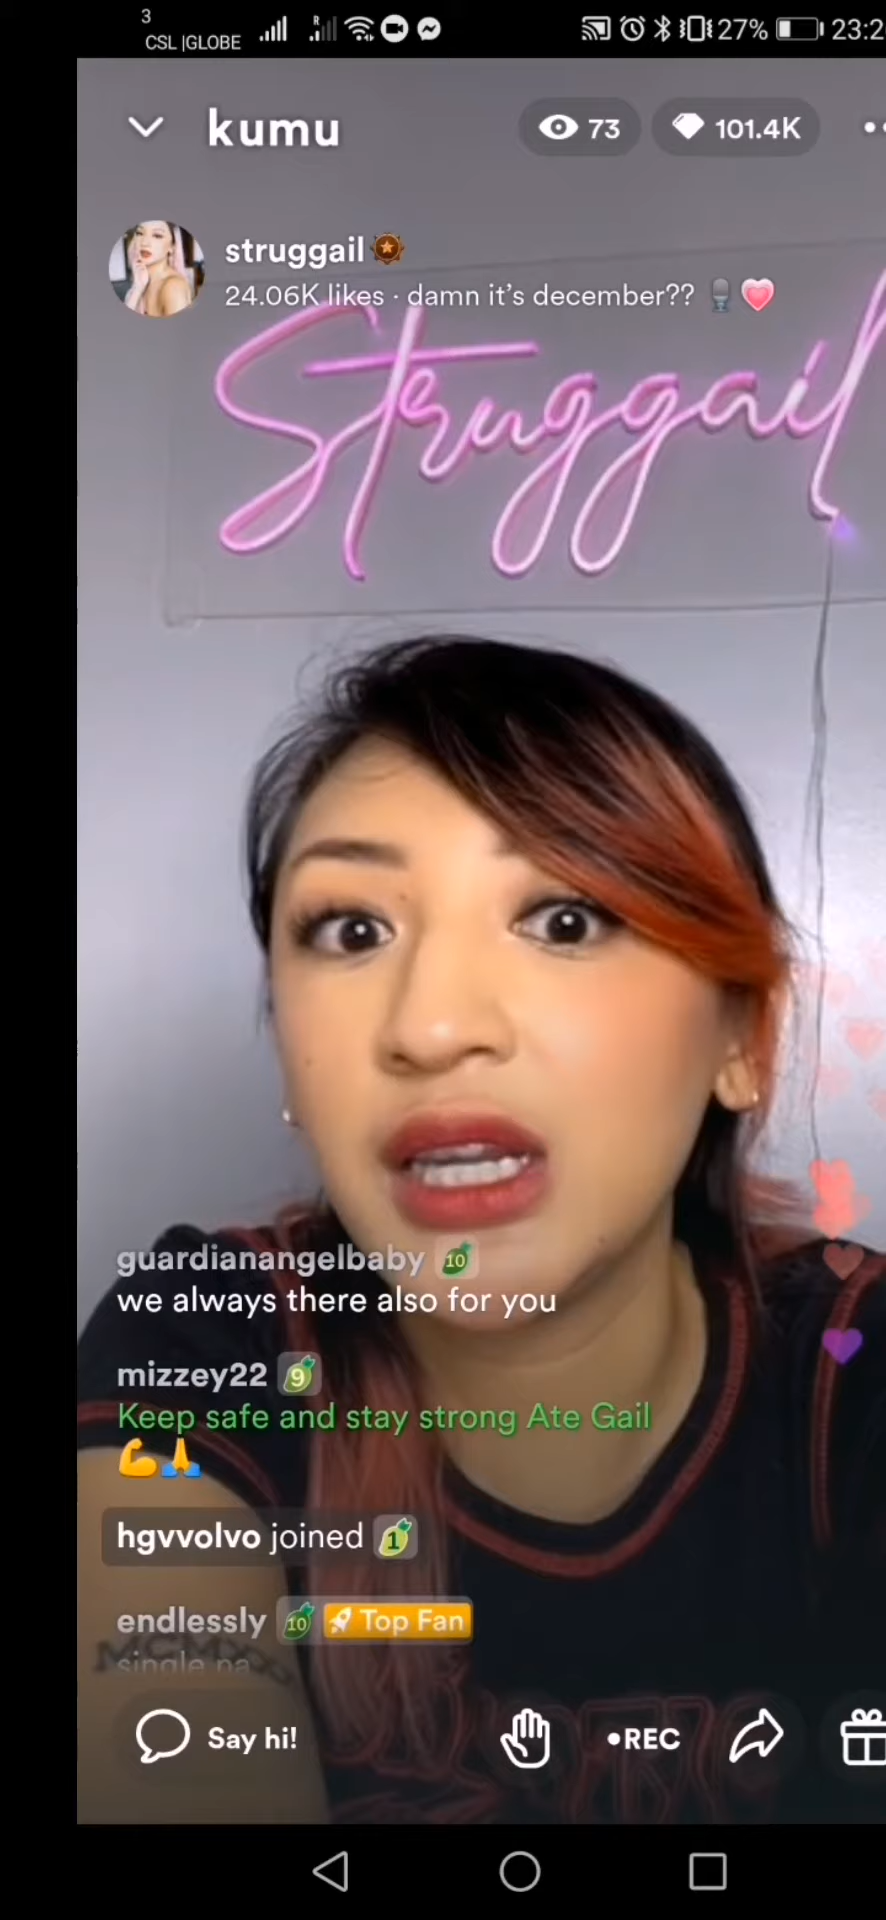 3
CSL |GLOBE
R
27%
kumu
73
101.4K
struggail
24.06K likes · damn it's december??
Struggail
guardianangelbaby 10
we always there also for you
mizzey22 9
Keep safe and stay strong Ate Gail
hgvvolvo joined 1
endlessly 10 Top Fan
single na
Say hi!
•REC